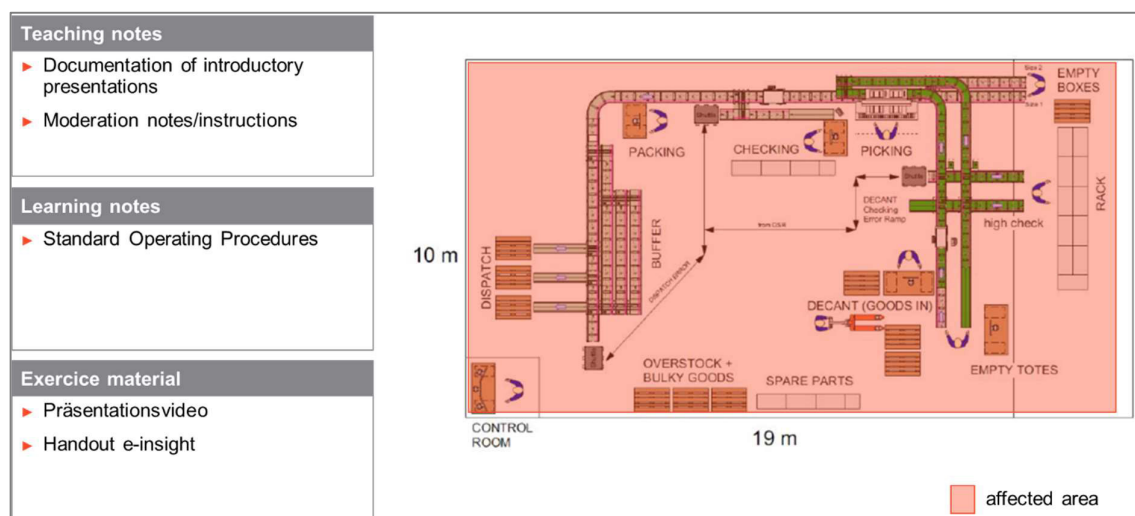 Teaching notes
Documentation of introductory
presentations
Moderation notes/instructions
Learning notes
Standard Operating Procedures
Exercice material
Präsentationsvideo
Handout e-insight
10 m
19 m
EMPTY
BOXES
PACKING
CHECKING
PICKING
DECANT
Checking
Error Ramp
high check
RACK
BUFFER
DISPATCH
DISPATCH ERROR
DECANT (GOODS IN)
OVERSTOCK +
BULKY GOODS
SPARE PARTS
EMPTY TOTES
CONTROL
ROOM
affected area